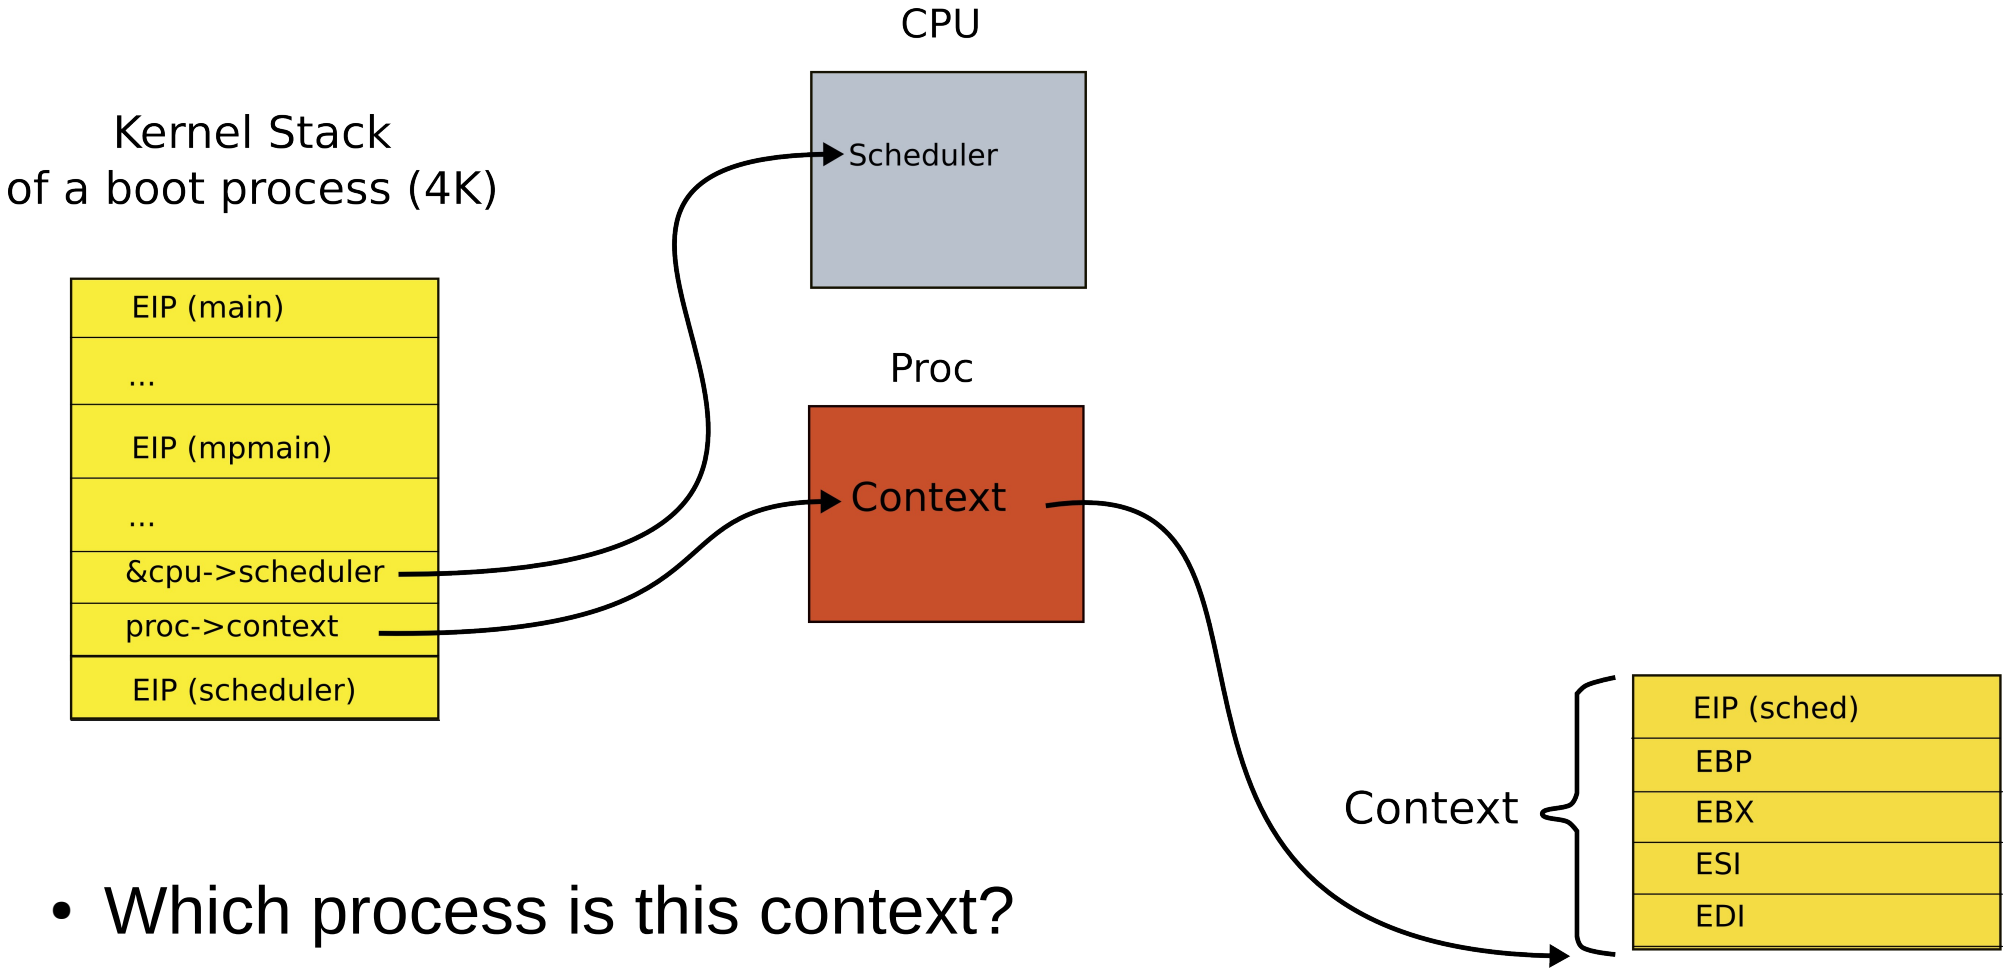 CPU
Scheduler
Kernel Stack
of a boot process (4K)
EIP (main)
...
EIP (mpmain)
...
&cpu->scheduler
proc->context
EIP (scheduler)
Proc
Context
Context
EIP (sched)
EBP
EBX
ESI
EDI
• Which process is this context?